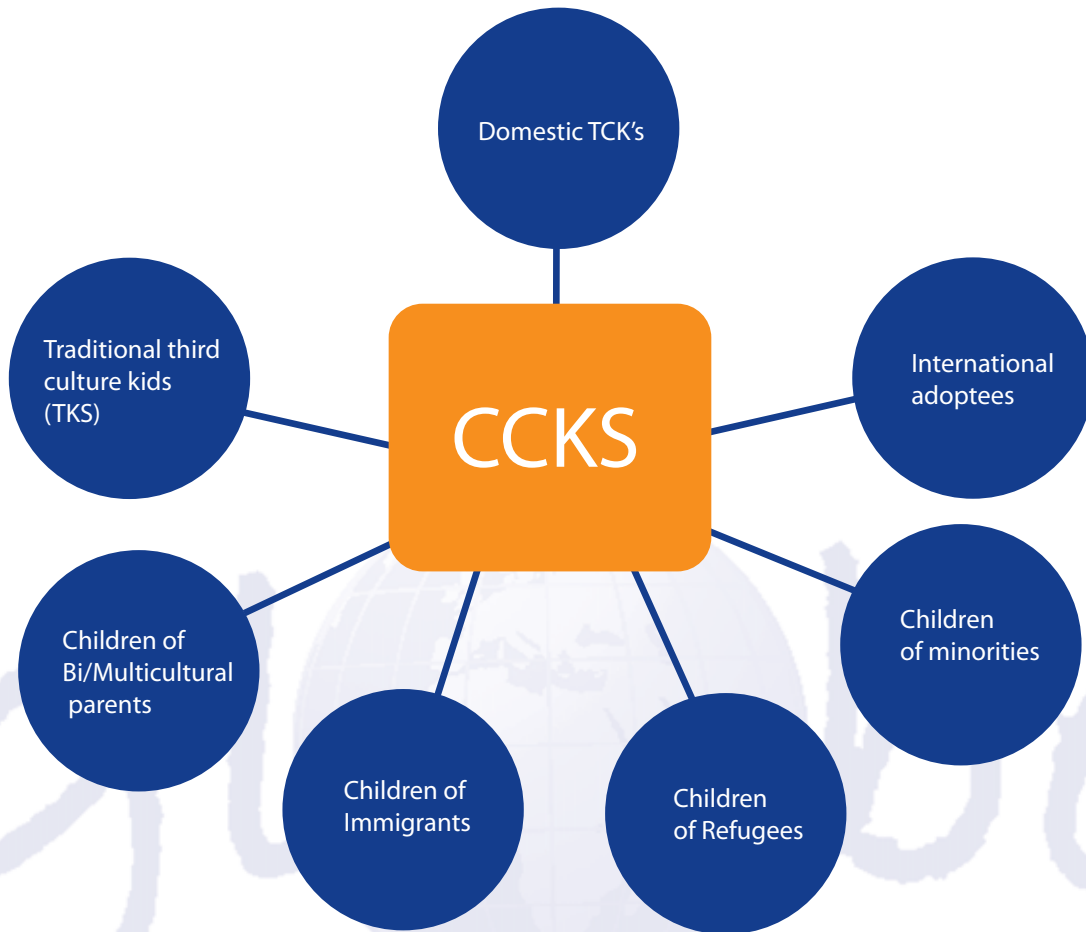 Domestic TCK's
Traditional third
culture kids
(TKS)
International
adoptees
CCKS
Children of
Bi/Multicultural
parents
Children
of minorities
Children of
Immigrants
Children
of Refugees